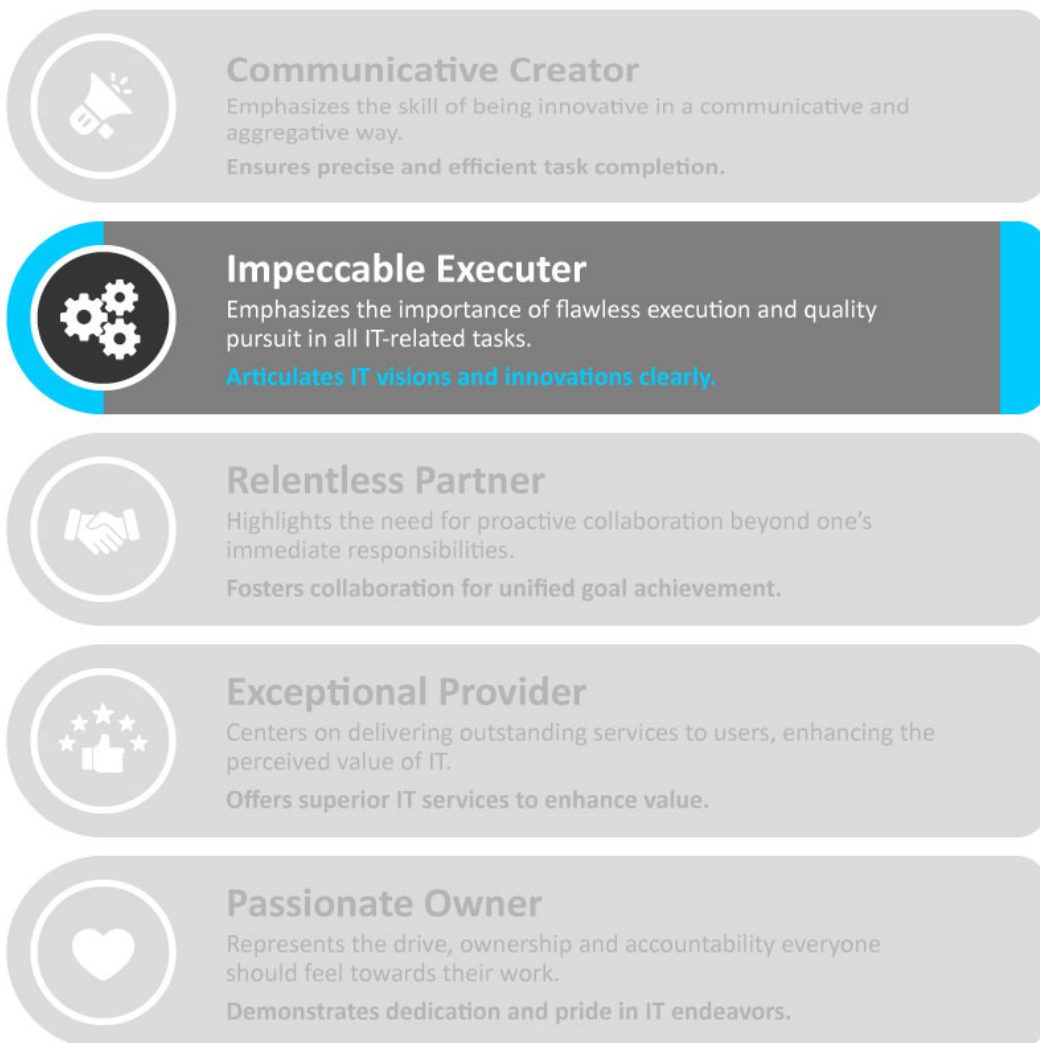 Communicative Creator
Emphasizes the skill of being innovative in a communicative and
aggregative way.
Ensures precise and efficient task completion.
Impeccable Executer
Emphasizes the importance of flawless execution and quality
pursuit in all IT-related tasks.
Articulates IT visions and innovations clearly.
Relentless Partner
Highlights the need for proactive collaboration beyond one’s
immediate responsibilities.
Fosters collaboration for unified goal achievement.
Exceptional Provider
Centers on delivering outstanding services to users, enhancing the
perceived value of IT.
Offers superior IT services to enhance value.
Passionate Owner
Represents the drive, ownership and accountability everyone
should feel towards their work.
Demonstrates dedication and pride in IT endeavors.